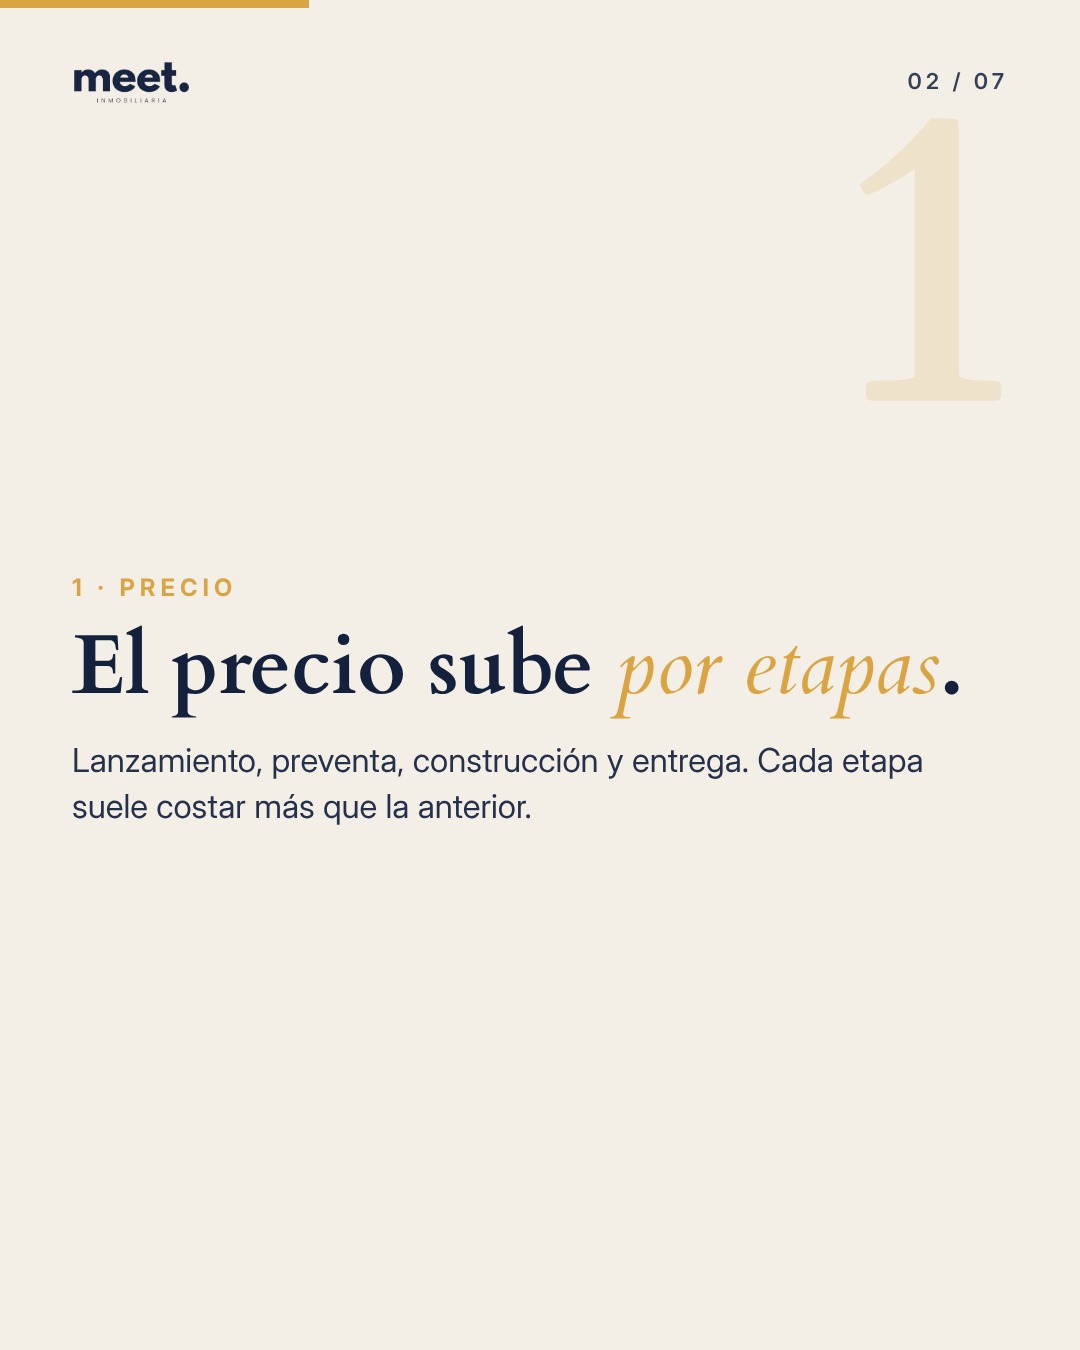 meet.
INMOBILIARIA
02 / 07
1
1 · PRECIO
El precio sube por etapas.
Lanzamiento, preventa, construcción y entrega. Cada etapa
suele costar más que la anterior.